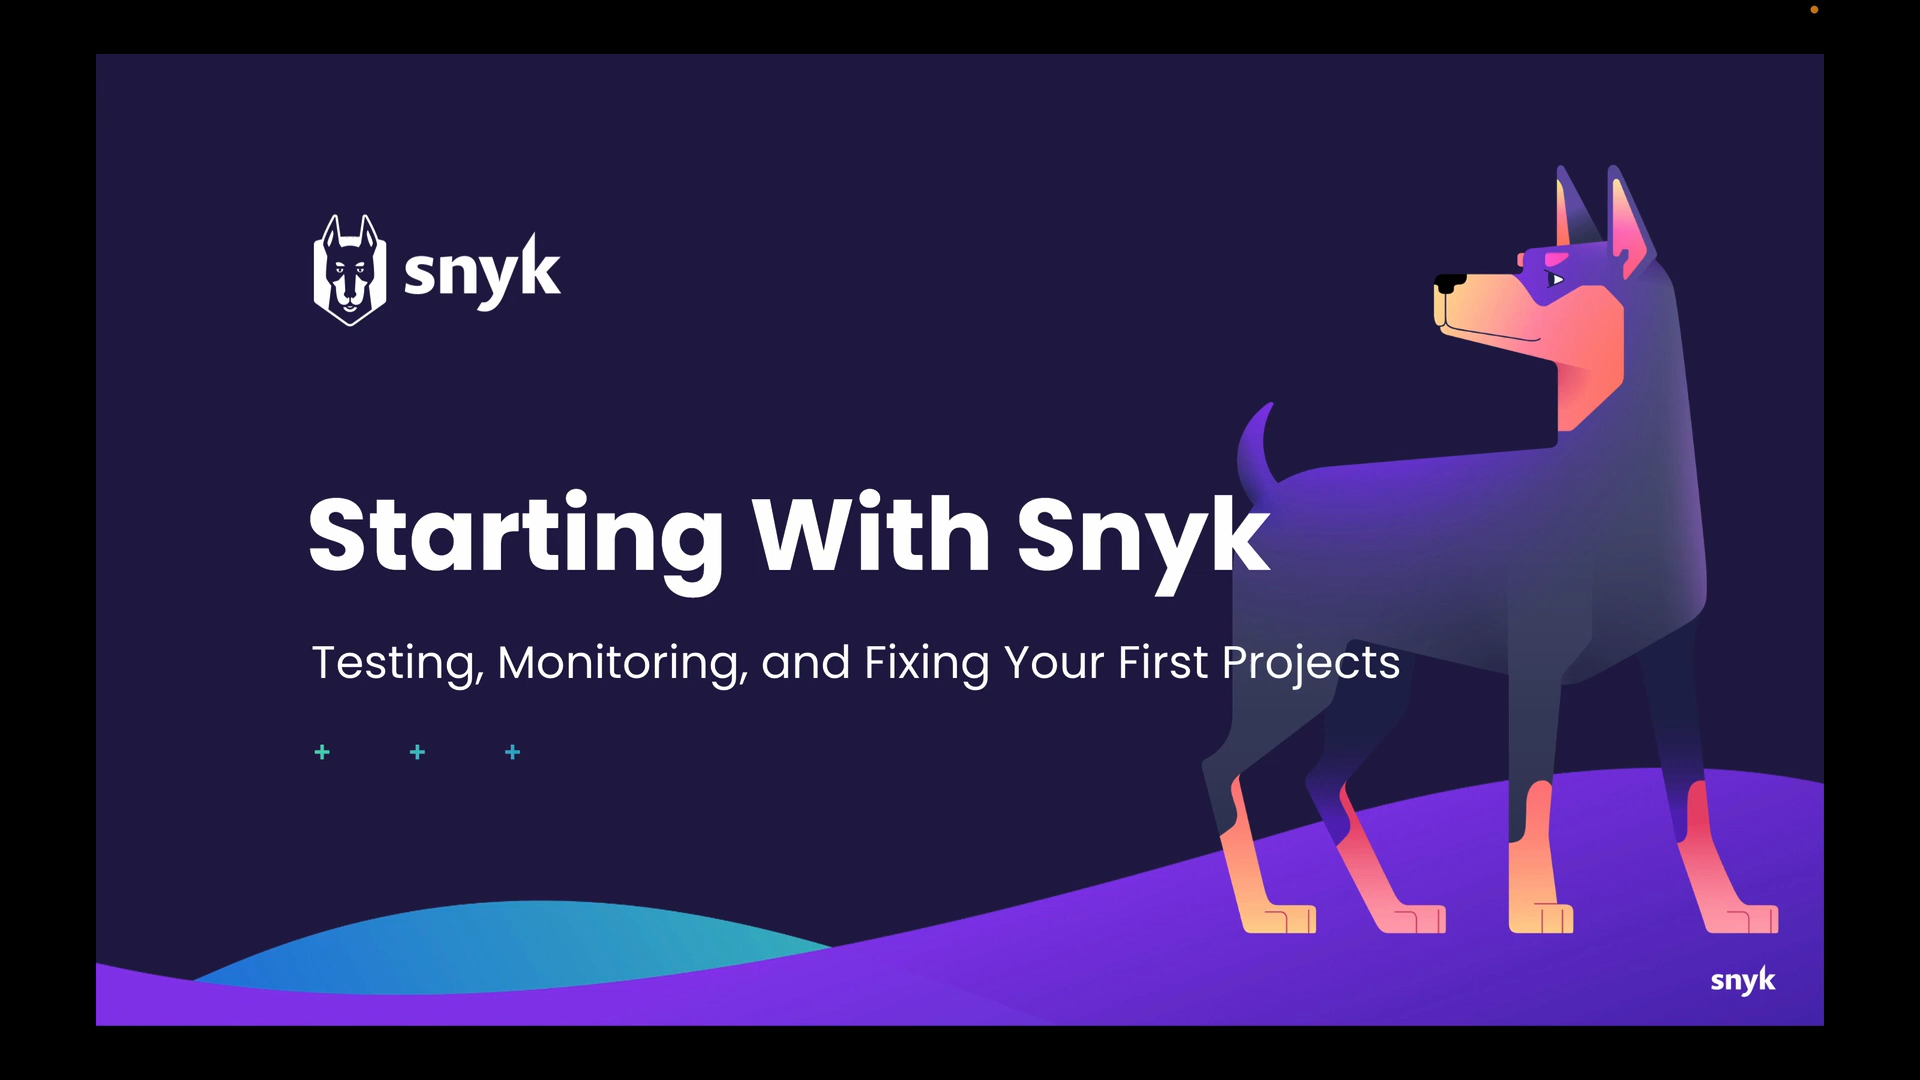 snyk
Starting With Snyk
Testing, Monitoring, and Fixing Your First Projects
+ + +
snyk